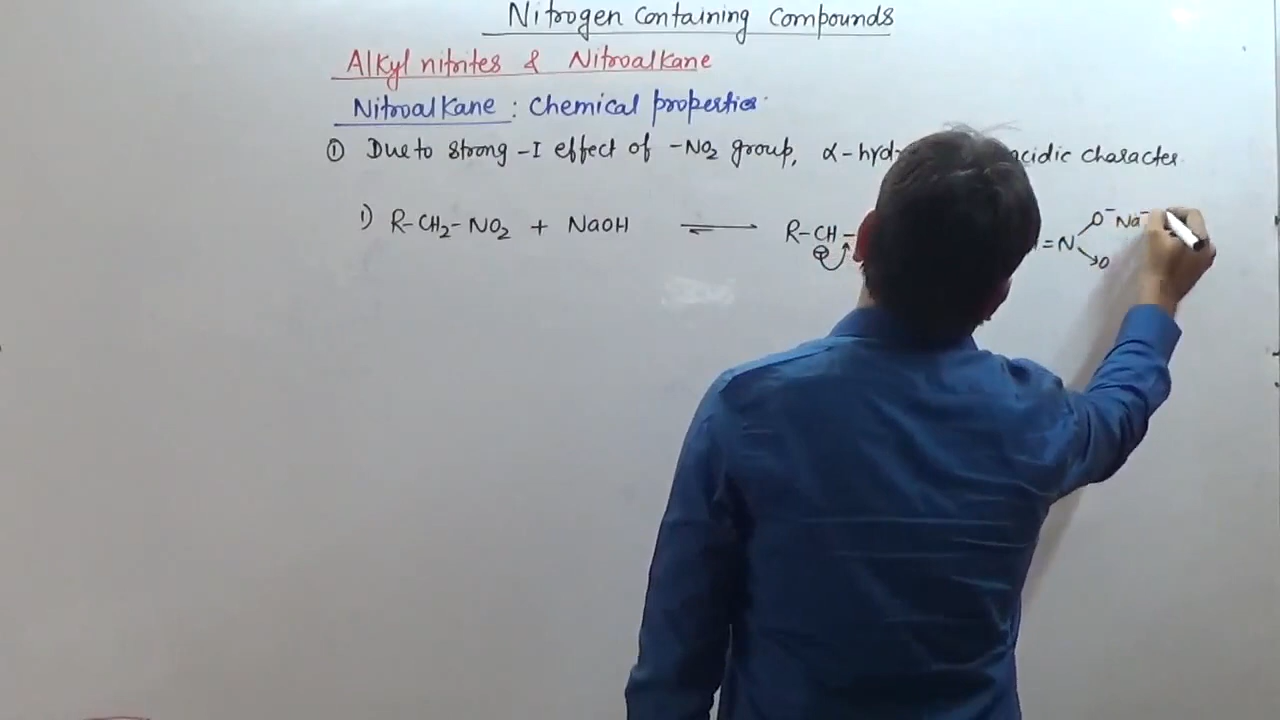 Nitrogen containing compounds
Alkyl nitrites & Nitroalkane
Nitroalkane : Chemical properties
① Due to strong -I effect of -NO₂ group, α-hyd acidic character
1) R-CH₂-NO₂ + NaOH ⇌ R-CH- ⊖ =N O⁻Na O